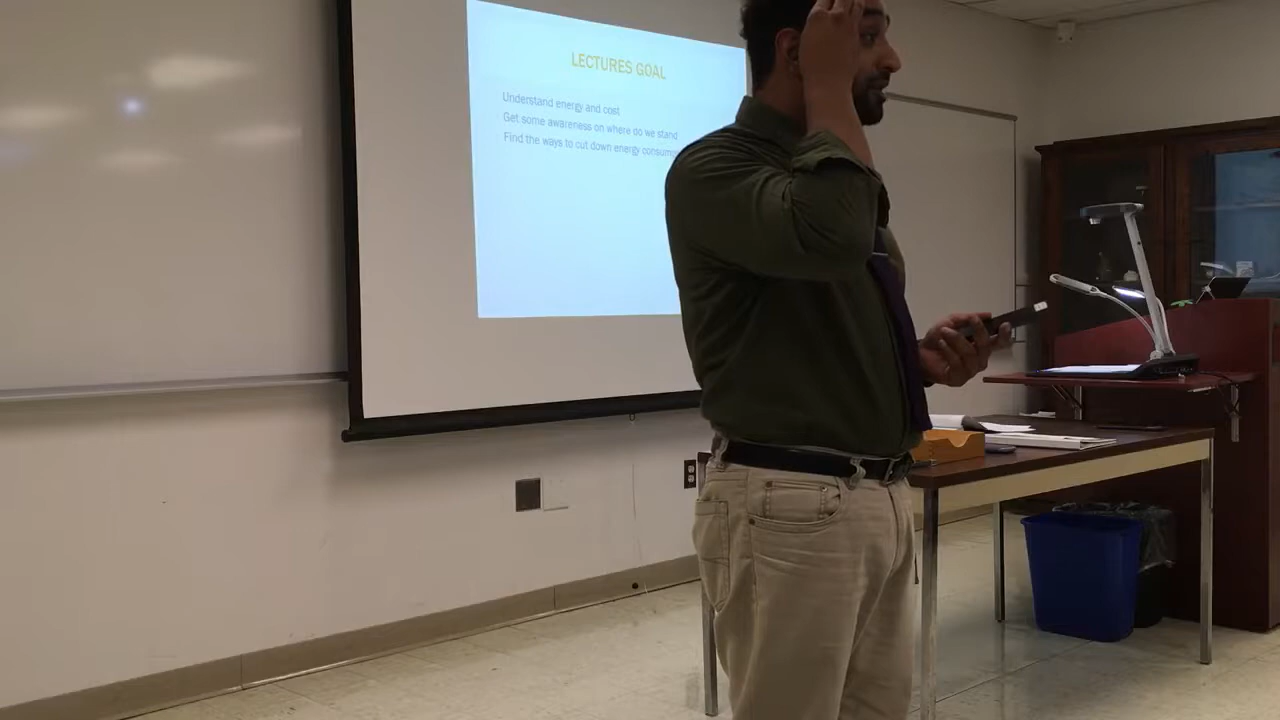 LECTURES GOAL
Understand energy and cost
Get some awareness on where do we stand
Find the ways to cut down energy